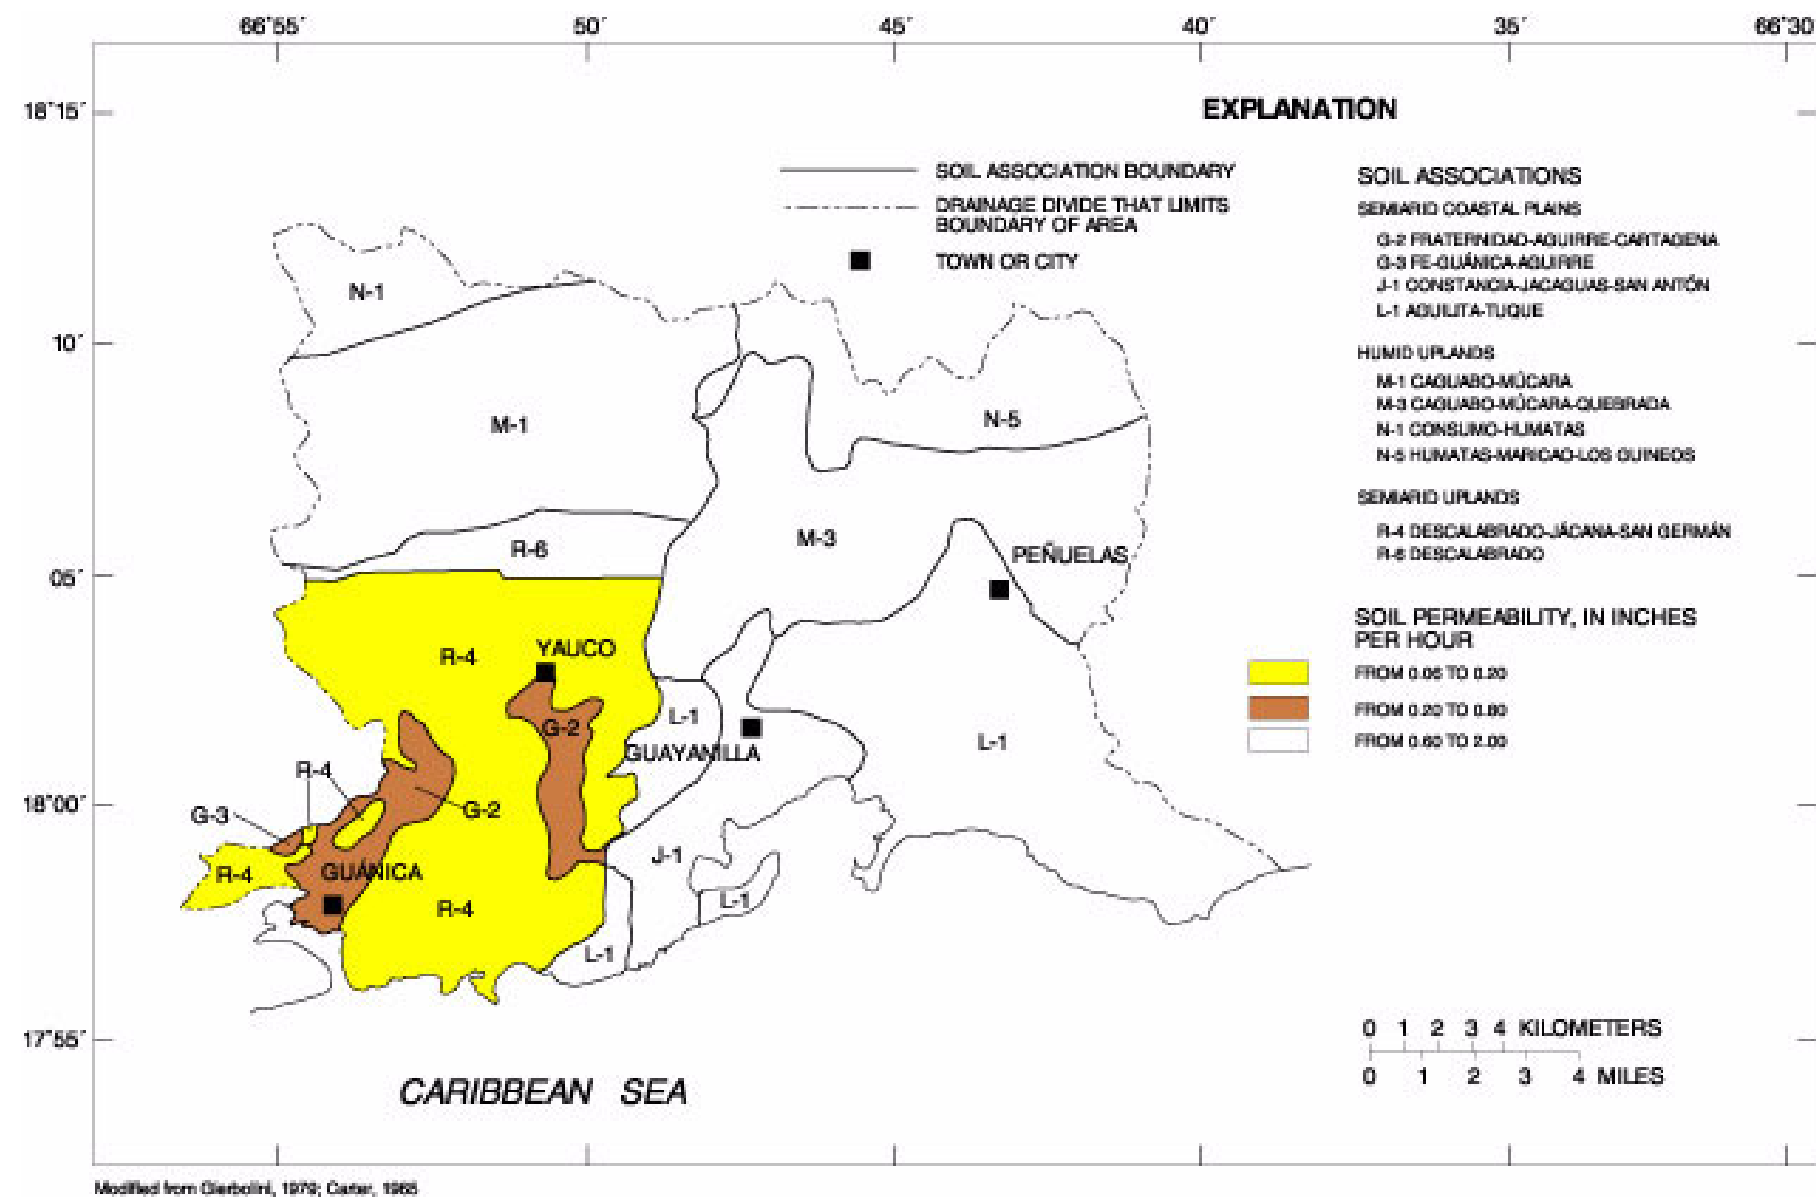 66°55′ 50′ 45′ 40′ 35′ 66°30
18°15′
10′
05′
18°00′
17°55′
EXPLANATION
SOIL ASSOCIATION BOUNDARY
DRAINAGE DIVIDE THAT LIMITS
BOUNDARY OF AREA
TOWN OR CITY
SOIL ASSOCIATIONS
SEMIARID COASTAL PLAINS
G-2 FRATERNIDAD-AGUIRRE-CARTAGENA
G-3 FE-GUÁNICA-AGUIRRE
J-1 CONSTANCIA-JACAGUAS-SAN ANTÓN
L-1 AGUILITA-TUQUE
HUMID UPLANDS
M-1 CAGUABO-MÚCARA
M-3 CAGUABO-MÚCARA-QUEBRADA
N-1 CONSUMO-HUMATAS
N-5 HUMATAS-MARICAO-LOS GUINEOS
SEMIARID UPLANDS
R-4 DESCALABRADO-JÁCANA-SAN GERMÁN
R-6 DESCALABRADO
SOIL PERMEABILITY, IN INCHES
PER HOUR
FROM 0.06 TO 0.20
FROM 0.20 TO 0.60
FROM 0.60 TO 2.00
N-1
M-1
N-5
R-6
M-3
PEÑUELAS
R-4
YAUCO
L-1
G-2
GUAYANILLA
L-1
R-4
G-3
G-2
J-1
R-4
GUÁNICA
R-4
L-1
L-1
0 1 2 3 4 KILOMETERS
0 1 2 3 4 MILES
CARIBBEAN SEA
Modified from Gierbolini, 1979; Carter, 1965